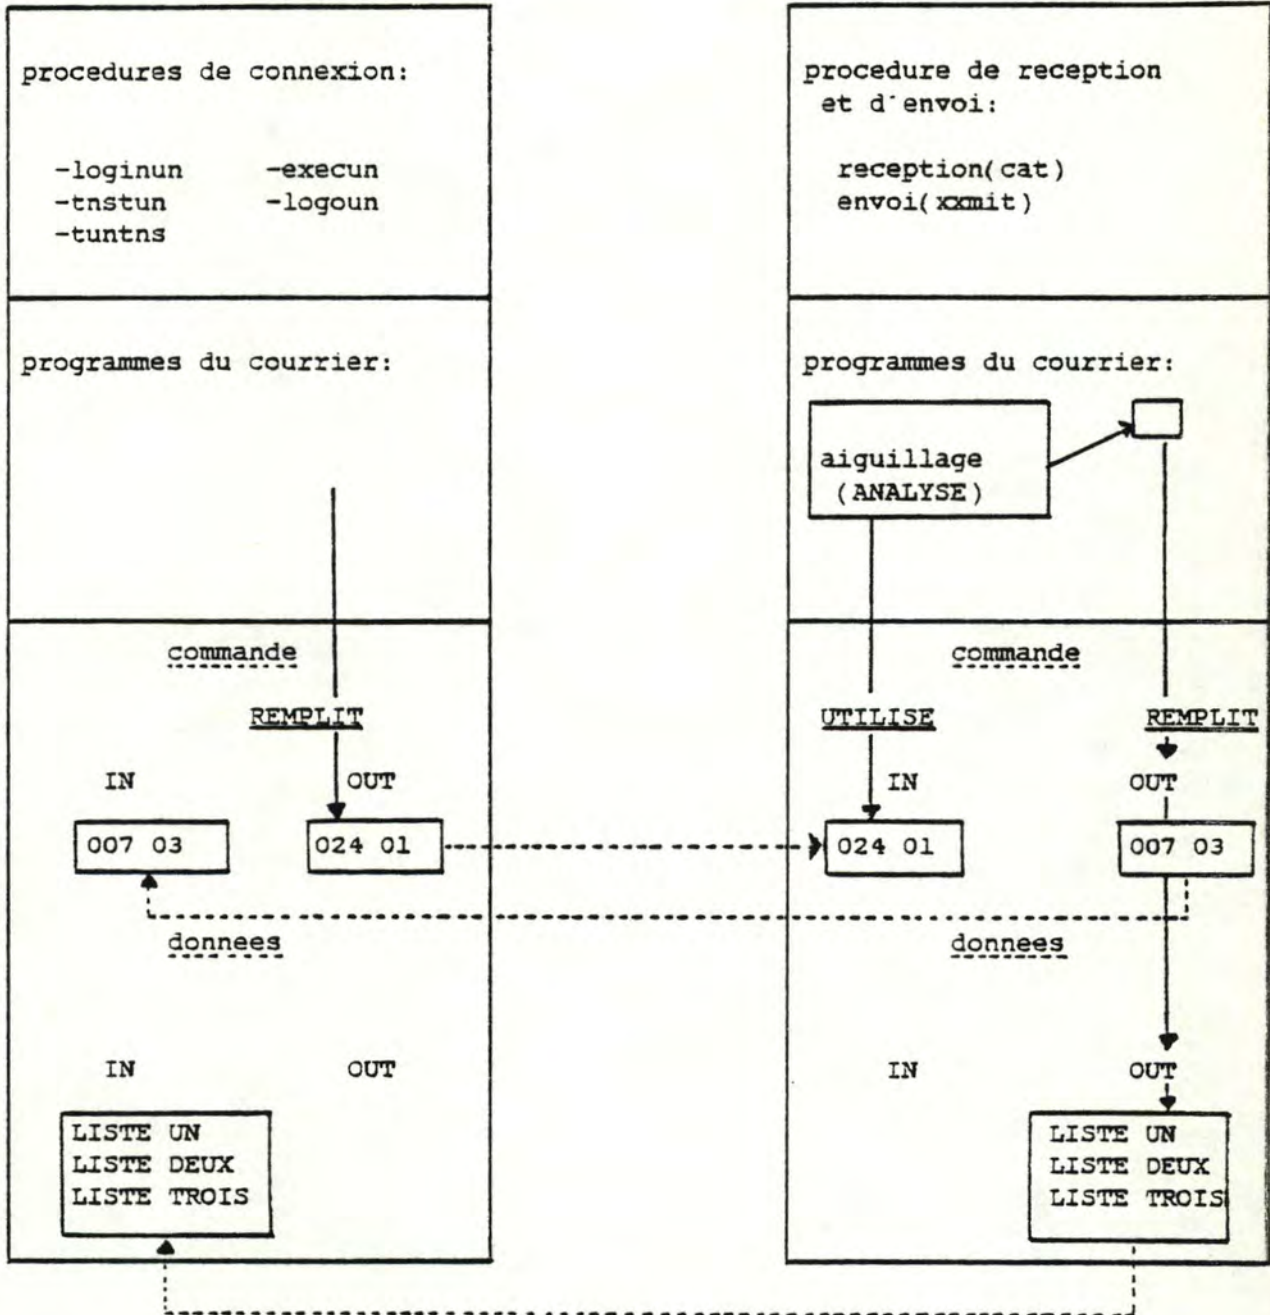 procedures de connexion:
-loginun -execun
-tnstun -logoun
-tuntns
programmes du courrier:
commande
REMPLIT
IN OUT
007 03 024 01
donnees
IN OUT
LISTE UN
LISTE DEUX
LISTE TROIS
procedure de reception
et d'envoi:
reception(cat)
envoi(xxmit)
programmes du courrier:
aiguillage
(ANALYSE)
commande
UTILISE REMPLIT
IN OUT
024 01 007 03
donnees
IN OUT
LISTE UN
LISTE DEUX
LISTE TROIS